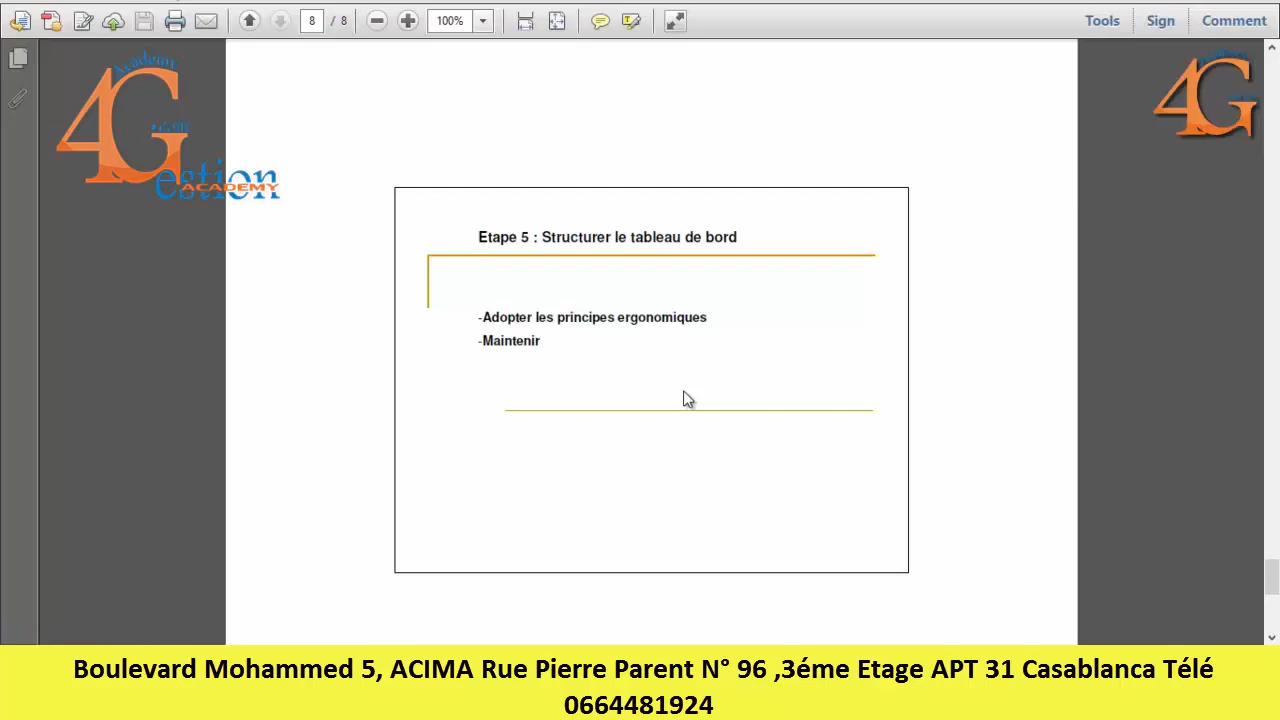 8 / 8
100%
Tools
Sign
Comment
4G
Academy
Gestion
ACADEMY
4G
Etape 5 : Structurer le tableau de bord
-Adopter les principes ergonomiques
-Maintenir
Boulevard Mohammed 5, ACIMA Rue Pierre Parent N° 96 ,3éme Etage APT 31 Casablanca Télé
0664481924